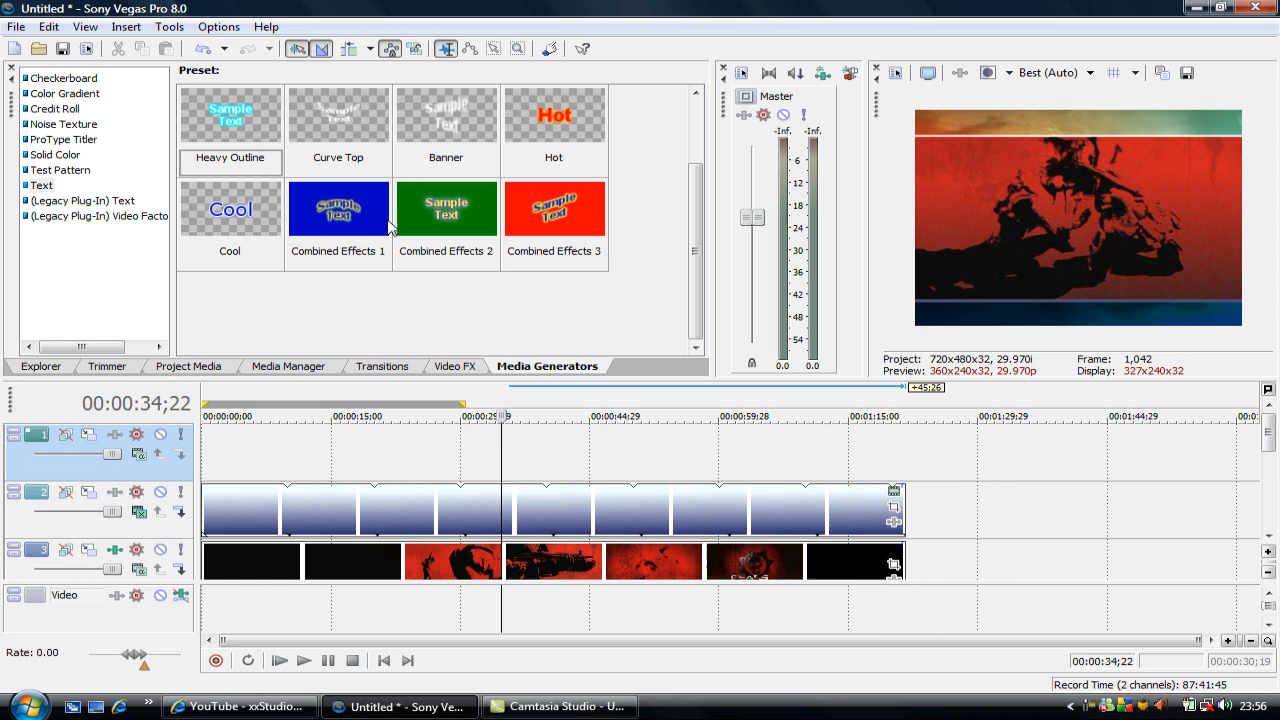 Untitled * - Sony Vegas Pro 8.0
File Edit View Insert Tools Options Help
Checkerboard
Color Gradient
Credit Roll
Noise Texture
ProType Titler
Solid Color
Test Pattern
Text
(Legacy Plug-In) Text
(Legacy Plug-In) Video Facto
Preset:
Sample Text
Sample Text
Sample Text
Hot
Heavy Outline
Curve Top
Banner
Hot
Cool
Sample Text
Sample Text
Sample Text
Cool
Combined Effects 1
Combined Effects 2
Combined Effects 3
Explorer Trimmer Project Media Media Manager Transitions Video FX Media Generators
Master
-Inf. -Inf.
6
12
18
24
30
36
42
48
54
0.0 0.0
Best (Auto)
Project: 720x480x32, 29.970i
Preview: 360x240x32, 29.970p
Frame: 1,042
Display: 327x240x32
+45:26
00:00:34;22
00:00:00;00 00:00:15;00 00:00:29;29 00:00:44;29 00:00:59;28 00:01:15;00 00:01:29;29 00:01:44;29 00:0
1
2
3
Video
Rate: 0.00
00:00:34;22
00:00:30;19
Record Time (2 channels): 87:41:45
YouTube - xxStudio...
Untitled * - Sony Ve...
Camtasia Studio - U...
23:56